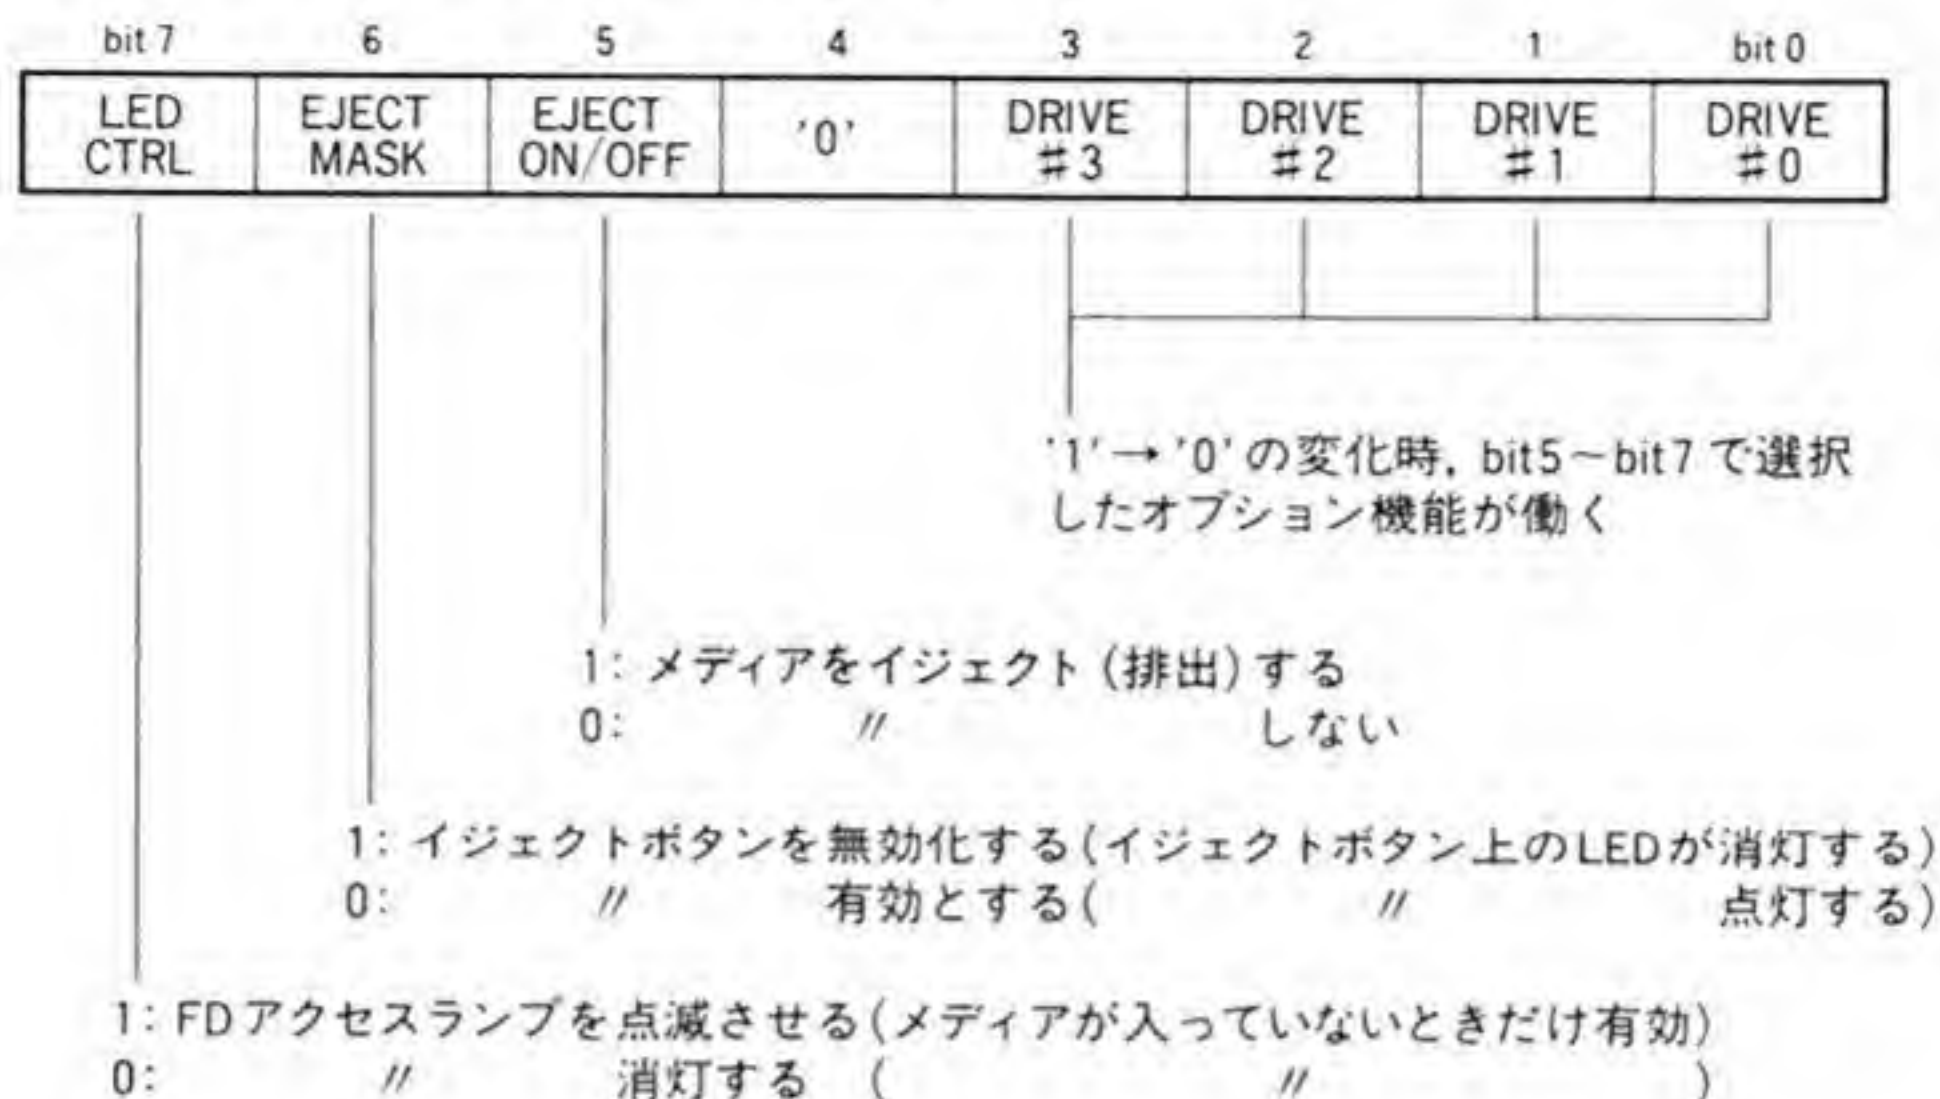 bit 7 6 5 4 3 2 1 bit 0
LED CTRL EJECT MASK EJECT ON/OFF '0' DRIVE #3 DRIVE #2 DRIVE #1 DRIVE #0
'1'→'0'の変化時, bit5~bit7で選択
したオプション機能が働く
1: メディアをイジェクト(排出)する
0: 〃 しない
1: イジェクトボタンを無効化する(イジェクトボタン上のLEDが消灯する)
0: 〃 有効とする( 〃 点灯する)
1: FDアクセスランプを点滅させる(メディアが入っていないときだけ有効)
0: 〃 消灯する ( 〃 )